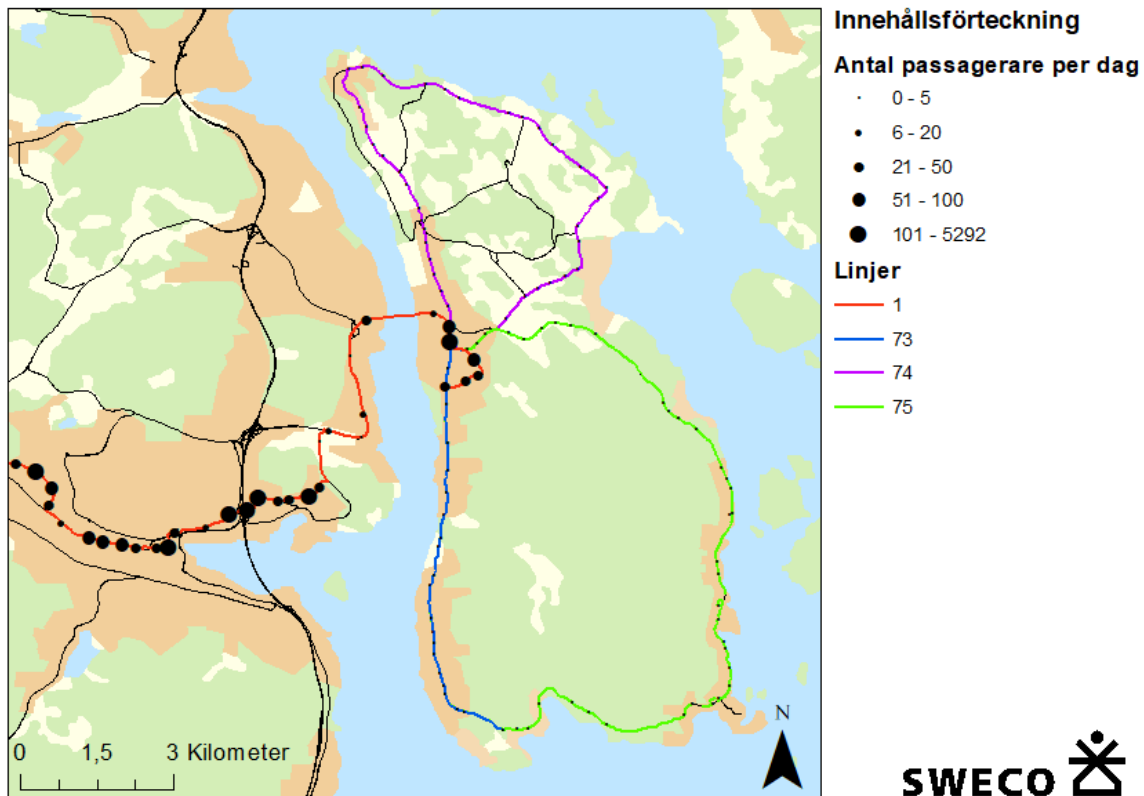 Innehållsförteckning
Antal passagerare per dag
0 - 5
6 - 20
21 - 50
51 - 100
101 - 5292
Linjer
1
73
74
75
N
0 1,5 3 Kilometer
SWECO